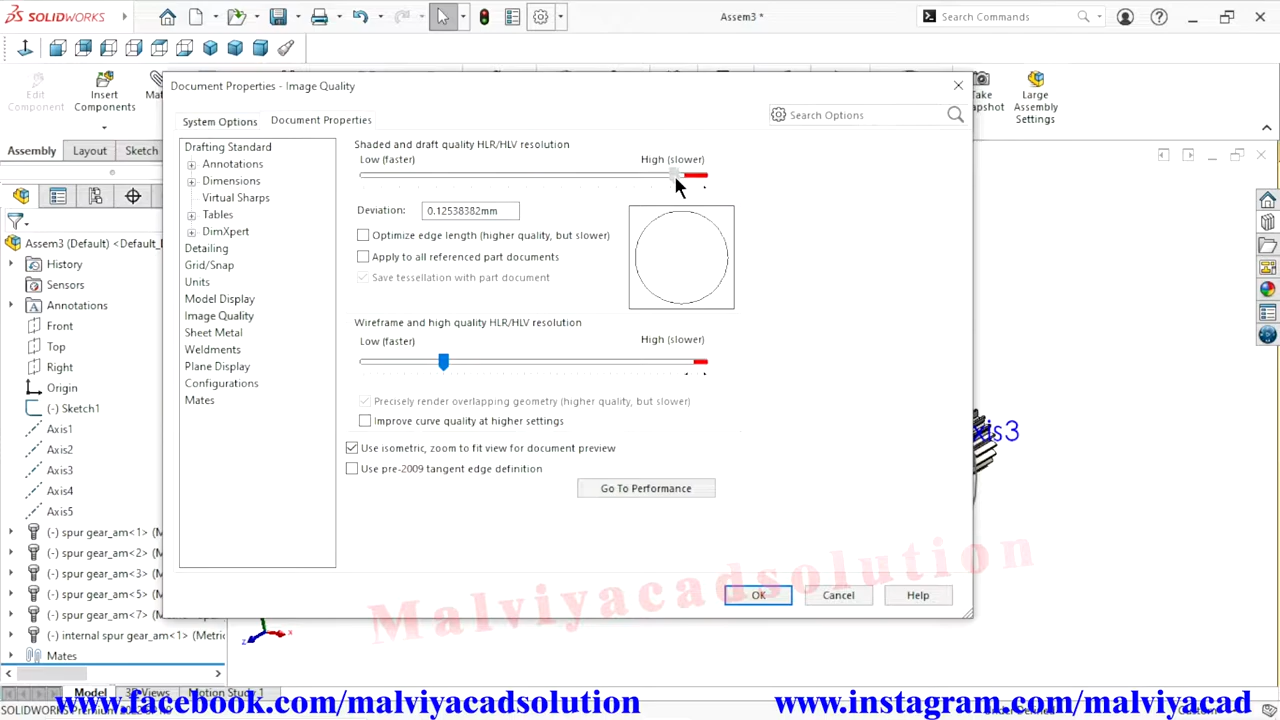 SOLIDWORKS
Assem3 *
Search Commands
Edit Component
Insert Components
Take
Large Assembly Settings
Document Properties - Image Quality
System Options
Document Properties
Search Options
Assembly
Layout
Sketch
Drafting Standard
Annotations
Dimensions
Virtual Sharps
Tables
DimXpert
Detailing
Grid/Snap
Units
Model Display
Image Quality
Sheet Metal
Weldments
Plane Display
Configurations
Mates
Shaded and draft quality HLR/HLV resolution
Low (faster)
High (slower)
Deviation:
0.12538382mm
Optimize edge length (higher quality, but slower)
Apply to all referenced part documents
Save tessellation with part document
Wireframe and high quality HLR/HLV resolution
Low (faster)
High (slower)
Precisely render overlapping geometry (higher quality, but slower)
Improve curve quality at higher settings
Use isometric, zoom to fit view for document preview
Use pre-2009 tangent edge definition
Go To Performance
OK
Cancel
Help
Assem3 (Default) <Default_D
History
Sensors
Annotations
Front
Top
Right
Origin
(-) Sketch1
Axis1
Axis2
Axis3
Axis4
Axis5
(-) spur gear_am<1> (M
(-) spur gear_am<2> (M
(-) spur gear_am<3> (M
(-) spur gear_am<5> (M
(-) spur gear_am<7> (M
(-) internal spur gear_am<1> (Metric
Mates
xis3
Malviyacadsolution
Model
3D Views
Motion Study 1
www.facebook.com/malviyacadsolution
www.instagram.com/malviyacad
SOLIDWORKS Premium